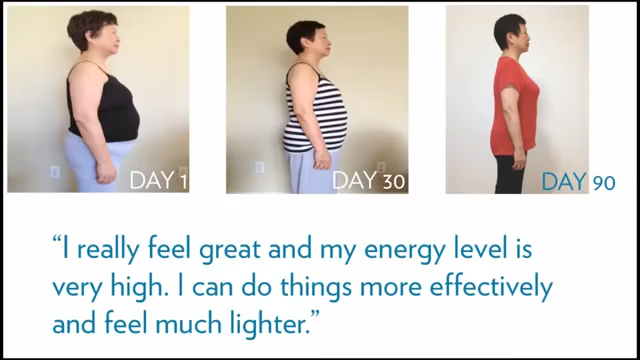 DAY 1
DAY 30
DAY 90
“I really feel great and my energy level is
very high. I can do things more effectively
and feel much lighter.”